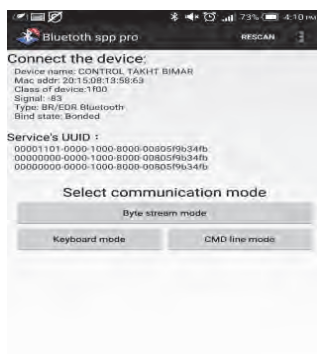 73% 4:10 PM
Bluetoth spp pro RESCAN
Connect the device:
Device name: CONTROL TAKHT BIMAR
Mac addr: 20:15:08:13:58:63
Class of device:1f00
Signal: -83
Type: BR/EDR Bluetooth
Bind state: Bonded
Service's UUID :
00001101-0000-1000-8000-00805f9b34fb
00000000-0000-1000-8000-00805f9b34fb
00000000-0000-1000-8000-00805f9b34fb
Select communication mode
Byte stream mode
Keyboard mode CMD line mode